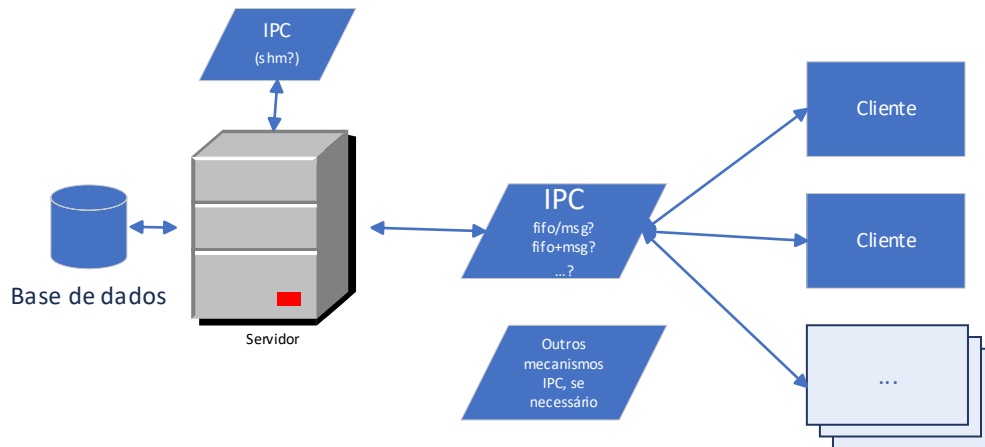 IPC
(shm?)
Cliente
IPC
fifo/msg?
fifo+msg?
...?
Cliente
Base de dados
Servidor
Outros
mecanismos
IPC, se
necessário
...